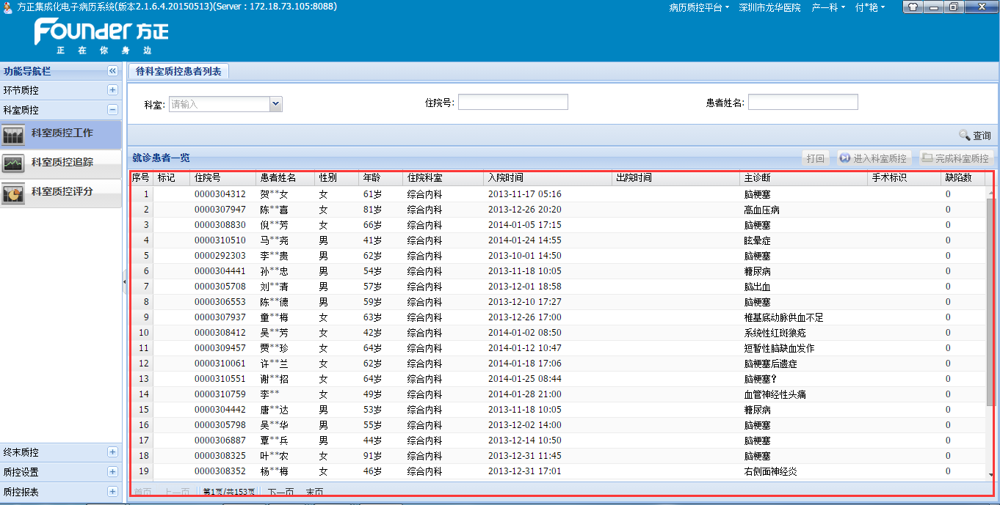 方正集成化电子病历系统(版本2.1.6.4.20150513)(Server : 172.18.73.105:8088) 病历质控平台 深圳市龙华医院 产一科 付*艳
Founder 方正
正在你身边
功能导航栏
环节质控
科室质控
科室质控工作
科室质控追踪
科室质控评分
终末质控
质控设置
质控报表
待科室质控患者列表
科室: 请输入 住院号: 患者姓名:
查询
就诊患者一览 打回 进入科室质控 完成科室质控
序号 标记 住院号 患者姓名 性别 年龄 住院科室 入院时间 出院时间 主诊断 手术标识 缺陷数
1 0000304312 贺**女 女 61岁 综合内科 2013-11-17 05:16 脑梗塞 0
2 0000307947 陈**喜 女 81岁 综合内科 2013-12-26 20:20 高血压病 0
3 0000308830 倪**芳 女 66岁 综合内科 2014-01-05 17:15 脑梗塞 0
4 0000310510 马**尧 男 41岁 综合内科 2014-01-24 14:55 眩晕症 0
5 0000292303 李**贵 男 62岁 综合内科 2013-10-01 14:50 脑梗塞 0
6 0000304441 孙**忠 男 54岁 综合内科 2013-11-18 10:05 糖尿病 0
7 0000305708 刘**清 男 57岁 综合内科 2013-12-01 18:58 脑出血 0
8 0000306553 陈**德 男 59岁 综合内科 2013-12-10 17:27 脑梗塞 0
9 0000307937 童**梅 女 63岁 综合内科 2013-12-26 17:00 椎基底动脉供血不足 0
10 0000308412 吴**芳 女 42岁 综合内科 2014-01-02 08:50 系统性红斑狼疮 0
11 0000309457 贾**珍 女 64岁 综合内科 2014-01-12 10:47 短暂性脑缺血发作 0
12 0000310061 许**兰 女 62岁 综合内科 2014-01-18 17:06 脑梗塞后遗症 0
13 0000310551 谢**招 女 64岁 综合内科 2014-01-25 08:44 脑梗塞? 0
14 0000310759 李** 女 49岁 综合内科 2014-01-28 21:00 血管神经性头痛 0
15 0000304442 唐**达 男 53岁 综合内科 2013-11-18 10:05 糖尿病 0
16 0000305798 吴**华 男 55岁 综合内科 2013-12-02 14:00 脑梗塞 0
17 0000306887 覃**兵 男 44岁 综合内科 2013-12-14 10:50 脑梗塞 0
18 0000308325 叶**农 女 91岁 综合内科 2013-12-31 11:45 脑梗塞 0
19 0000308352 杨**梅 女 46岁 综合内科 2013-12-31 17:01 右侧面神经炎 0
首页 上一页 第1页/共153页 下一页 末页